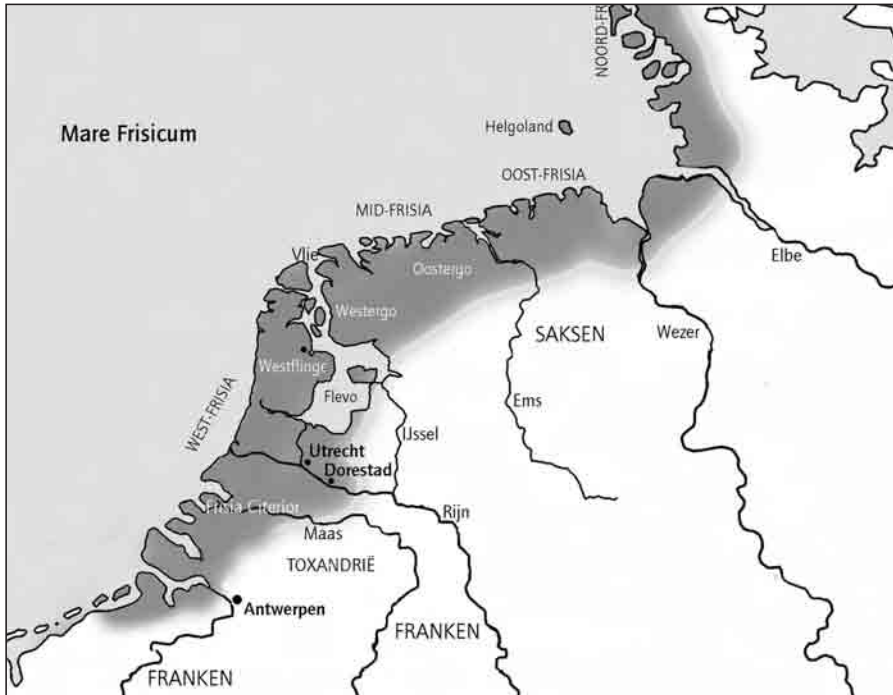 NOORD-FR
Mare Frisicum
Helgoland
OOST-FRISIA
MID-FRISIA
Vlie
Oostergo
Elbe
Westergo
SAKSEN
Wezer
Westflinge
Flevo
Ems
WEST-FRISIA
IJssel
Utrecht
Dorestad
Frisia Citerior
Rijn
Maas
TOXANDRIË
Antwerpen
FRANKEN
FRANKEN